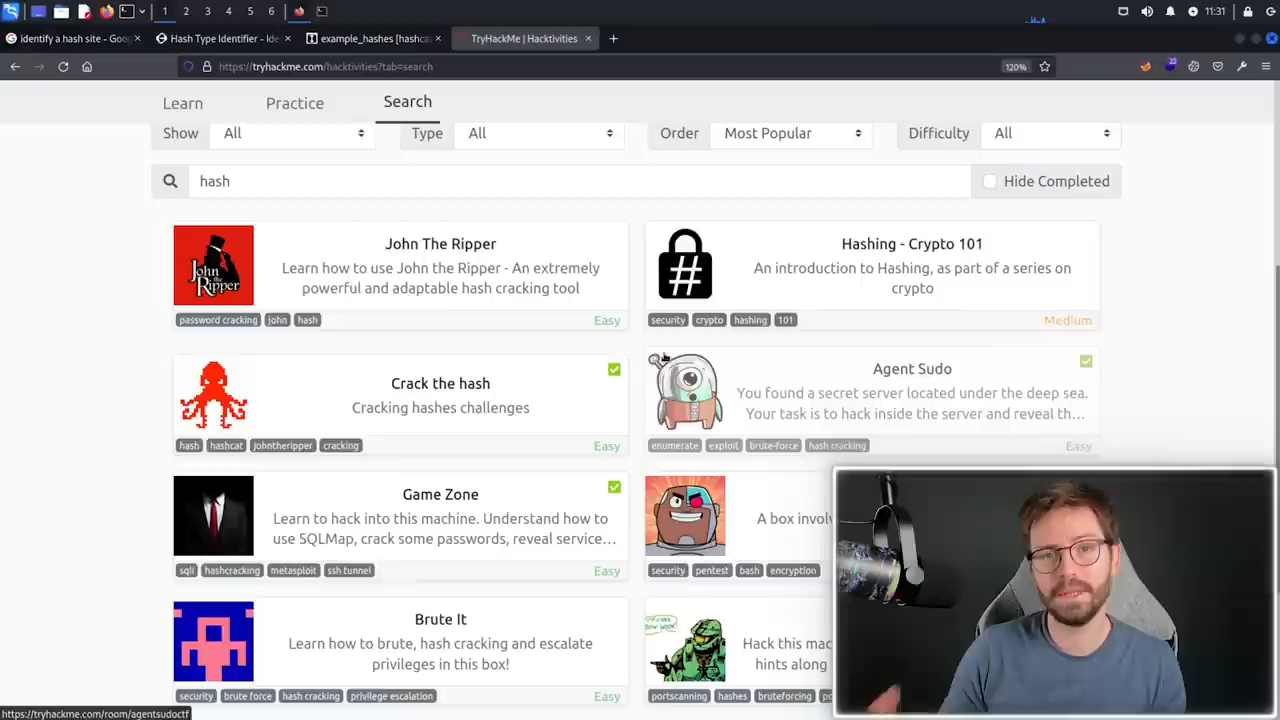 1 2 3 4 5 6
11:31
identify a hash site - Goo
Hash Type Identifier - Ide
example_hashes [hashcat
TryHackMe | Hacktivities
https://tryhackme.com/hacktivities?tab=search
120%
22
Learn
Practice
Search
Show
All
Type
All
Order
Most Popular
Difficulty
All
hash
Hide Completed
John The Ripper
Learn how to use John the Ripper - An extremely
powerful and adaptable hash cracking tool
password cracking john hash
Easy
John
the
Ripper
Hashing - Crypto 101
An introduction to Hashing, as part of a series on
crypto
security crypto hashing 101
Medium
#
Crack the hash
Cracking hashes challenges
hash hashcat johntheripper cracking
Easy
Agent Sudo
You found a secret server located under the deep sea.
Your task is to hack inside the server and reveal th...
enumerate exploit brute-force hash cracking
Easy
Game Zone
Learn to hack into this machine. Understand how to
use SQLMap, crack some passwords, reveal service...
sqli hashcracking metasploit ssh tunnel
Easy
A box involv
security pentest bash encryption
Brute It
Learn how to brute, hash cracking and escalate
privileges in this box!
security brute force hash cracking privilege escalation
Easy
Hack this mac
hints along
portscanning hashes bruteforcing
https://tryhackme.com/room/agentsudoctf